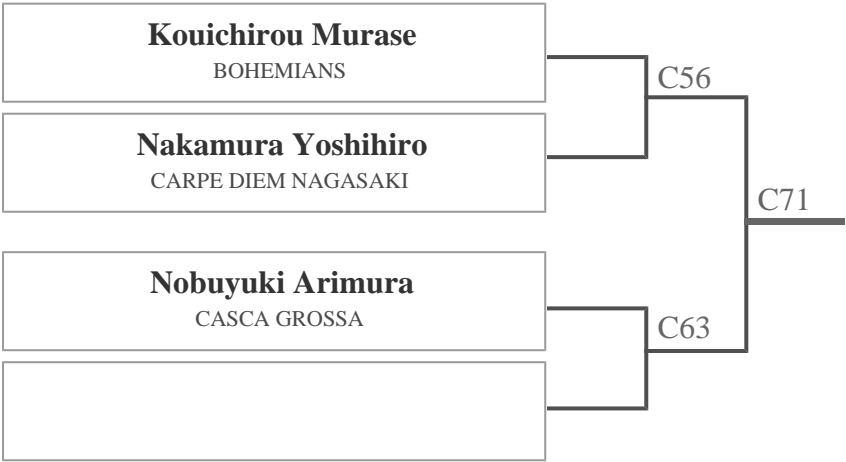 Kouichirou Murase
BOHEMIANS
C56
Nakamura Yoshihiro
CARPE DIEM NAGASAKI
C71
Nobuyuki Arimura
CASCA GROSSA
C63